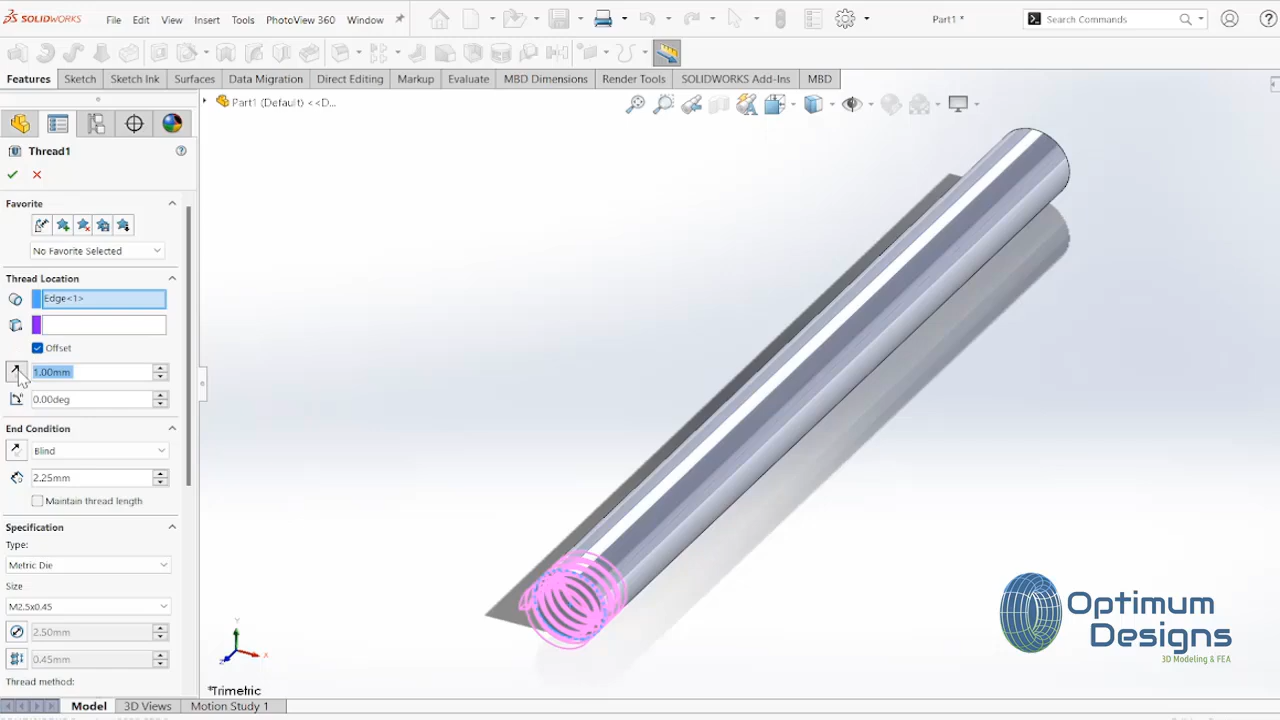 SOLIDWORKS File Edit View Insert Tools PhotoView 360 Window Part1 * Search Commands
Features Sketch Sketch Ink Surfaces Data Migration Direct Editing Markup Evaluate MBD Dimensions Render Tools SOLIDWORKS Add-Ins MBD
Part1 (Default) <<D...
Thread1
Favorite
No Favorite Selected
Thread Location
Edge<1>
Offset
1.00mm
0.00deg
End Condition
Blind
2.25mm
Maintain thread length
Specification
Type:
Metric Die
Size
M2.5x0.45
2.50mm
0.45mm
Thread method:
Y
X
Z
*Trimetric
Optimum
Designs
3D Modeling & FEA
Model 3D Views Motion Study 1